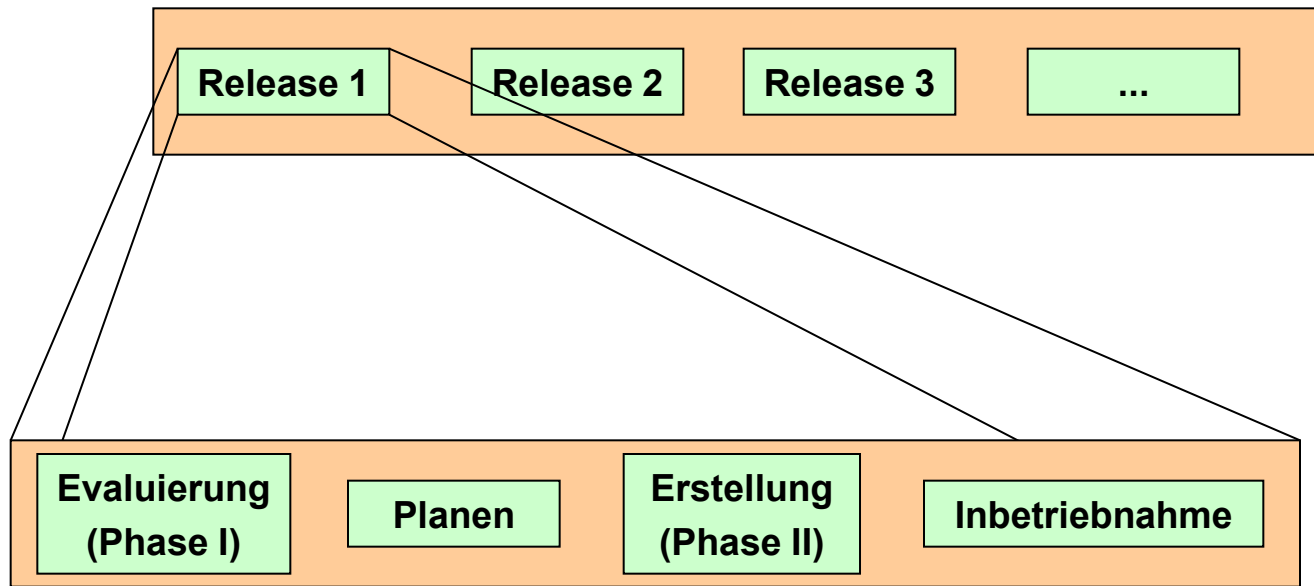 Release 1
Release 2
Release 3
...
Evaluierung
(Phase I)
Planen
Erstellung
(Phase II)
Inbetriebnahme